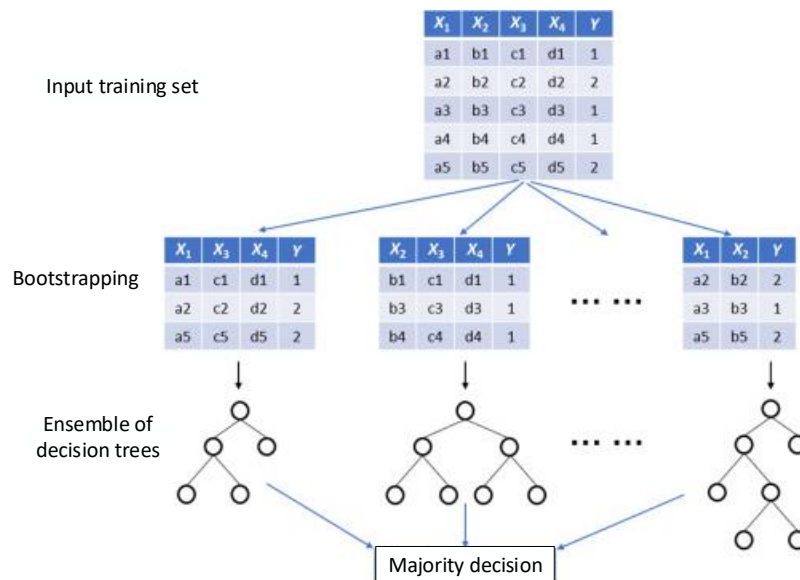 X₁ X₂ X₃ X₄ Y
a1 b1 c1 d1 1
Input training set
a2 b2 c2 d2 2
a3 b3 c3 d3 1
a4 b4 c4 d4 1
a5 b5 c5 d5 2
Bootstrapping
X₁ X₃ X₄ Y
a1 c1 d1 1
a2 c2 d2 2
a5 c5 d5 2
X₂ X₃ X₄ Y
b1 c1 d1 1
b3 c3 d3 1
b4 c4 d4 1
... ...
X₁ X₂ Y
a2 b2 2
a3 b3 1
a5 b5 2
Ensemble of
decision trees
... ...
Majority decision